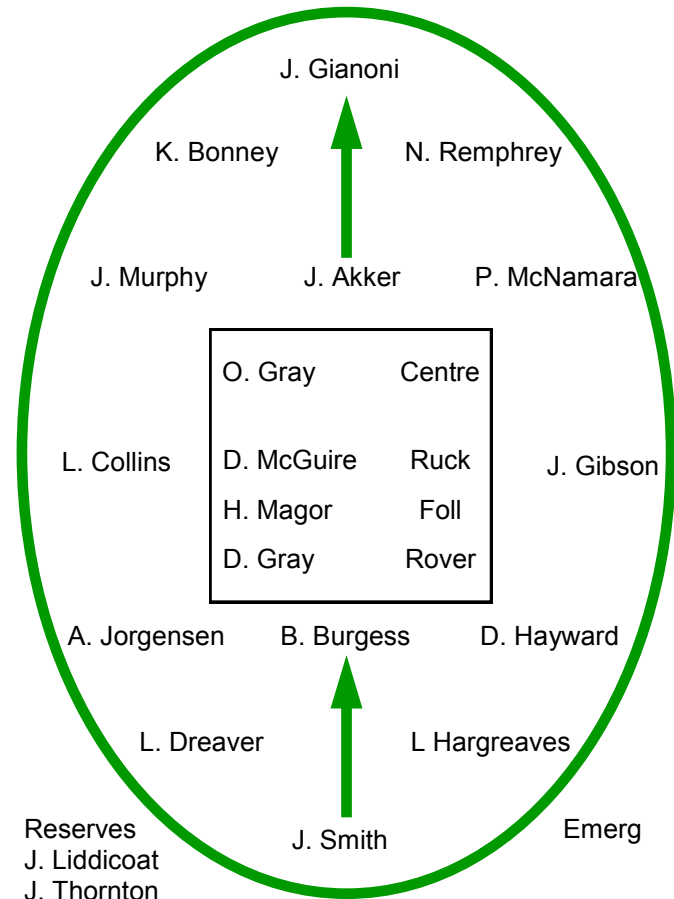 J. Gianoni
K. Bonney N. Remphrey
J. Murphy J. Akker P. McNamara
O. Gray Centre
L. Collins D. McGuire Ruck J. Gibson
H. Magor Foll
D. Gray Rover
A. Jorgensen B. Burgess D. Hayward
L. Dreaver L Hargreaves
J. Smith
Reserves Emerg
J. Liddicoat
J. Thornton